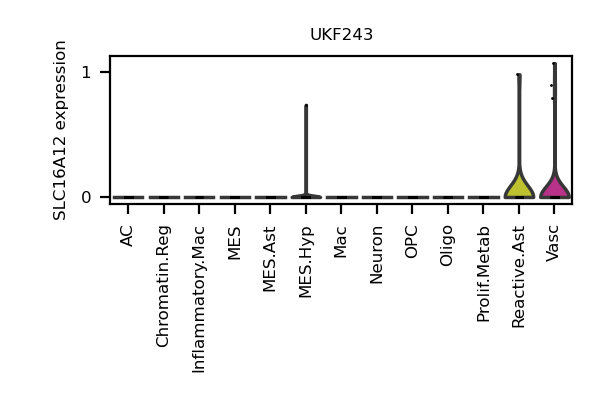 UKF243
SLC16A12 expression
1
0
AC
Chromatin.Reg
Inflammatory.Mac
MES
MES.Ast
MES.Hyp
Mac
Neuron
OPC
Oligo
Prolif.Metab
Reactive.Ast
Vasc